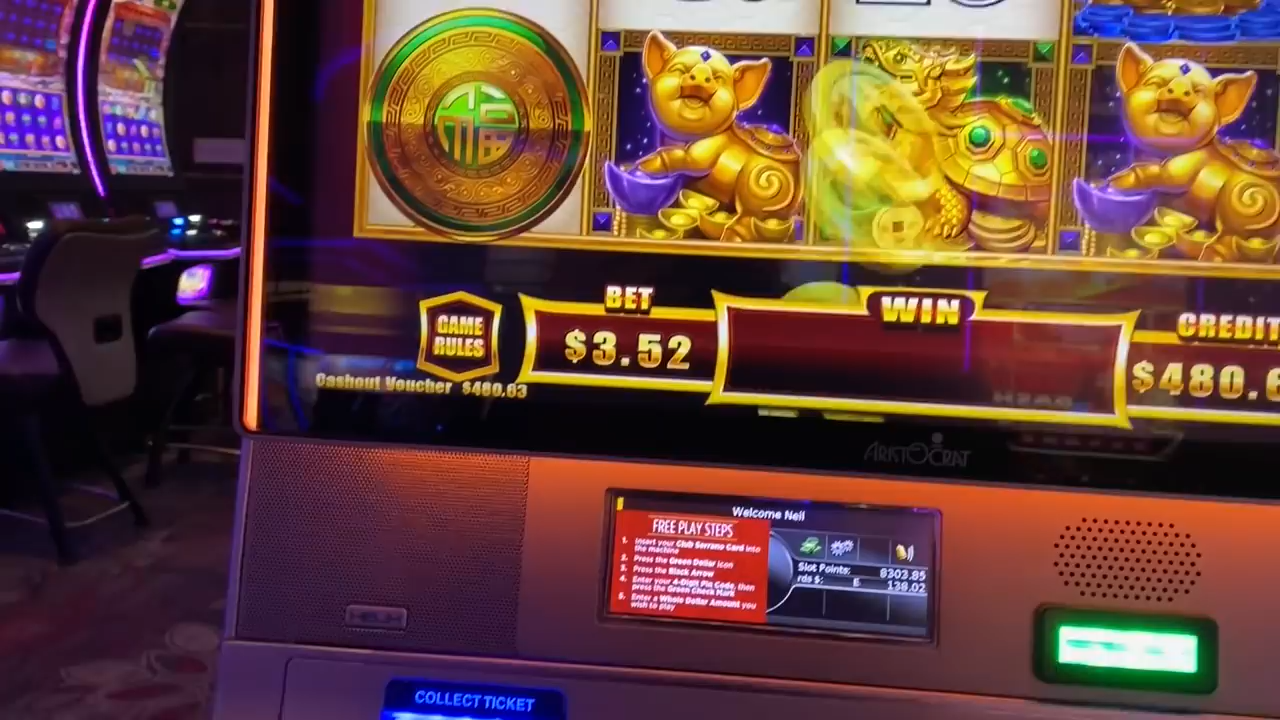 福
BET
WIN
CREDIT
GAME
RULES
$3.52
$480.6
Cashout Voucher $480.63
ARISTOCRAT
Welcome Neil
FREE PLAY STEPS
1. Insert your Club Serrano Card into
the machine
2. Press the Green Dollar Icon
3. Press the Black Arrow
4. Enter your 4-Digit Pin Code, then
press the Green Check Mark
5. Enter a Whole Dollar Amount you
wish to play
Slot Points: 8303.85
rds $: E 138.02
HELIX
COLLECT TICKET